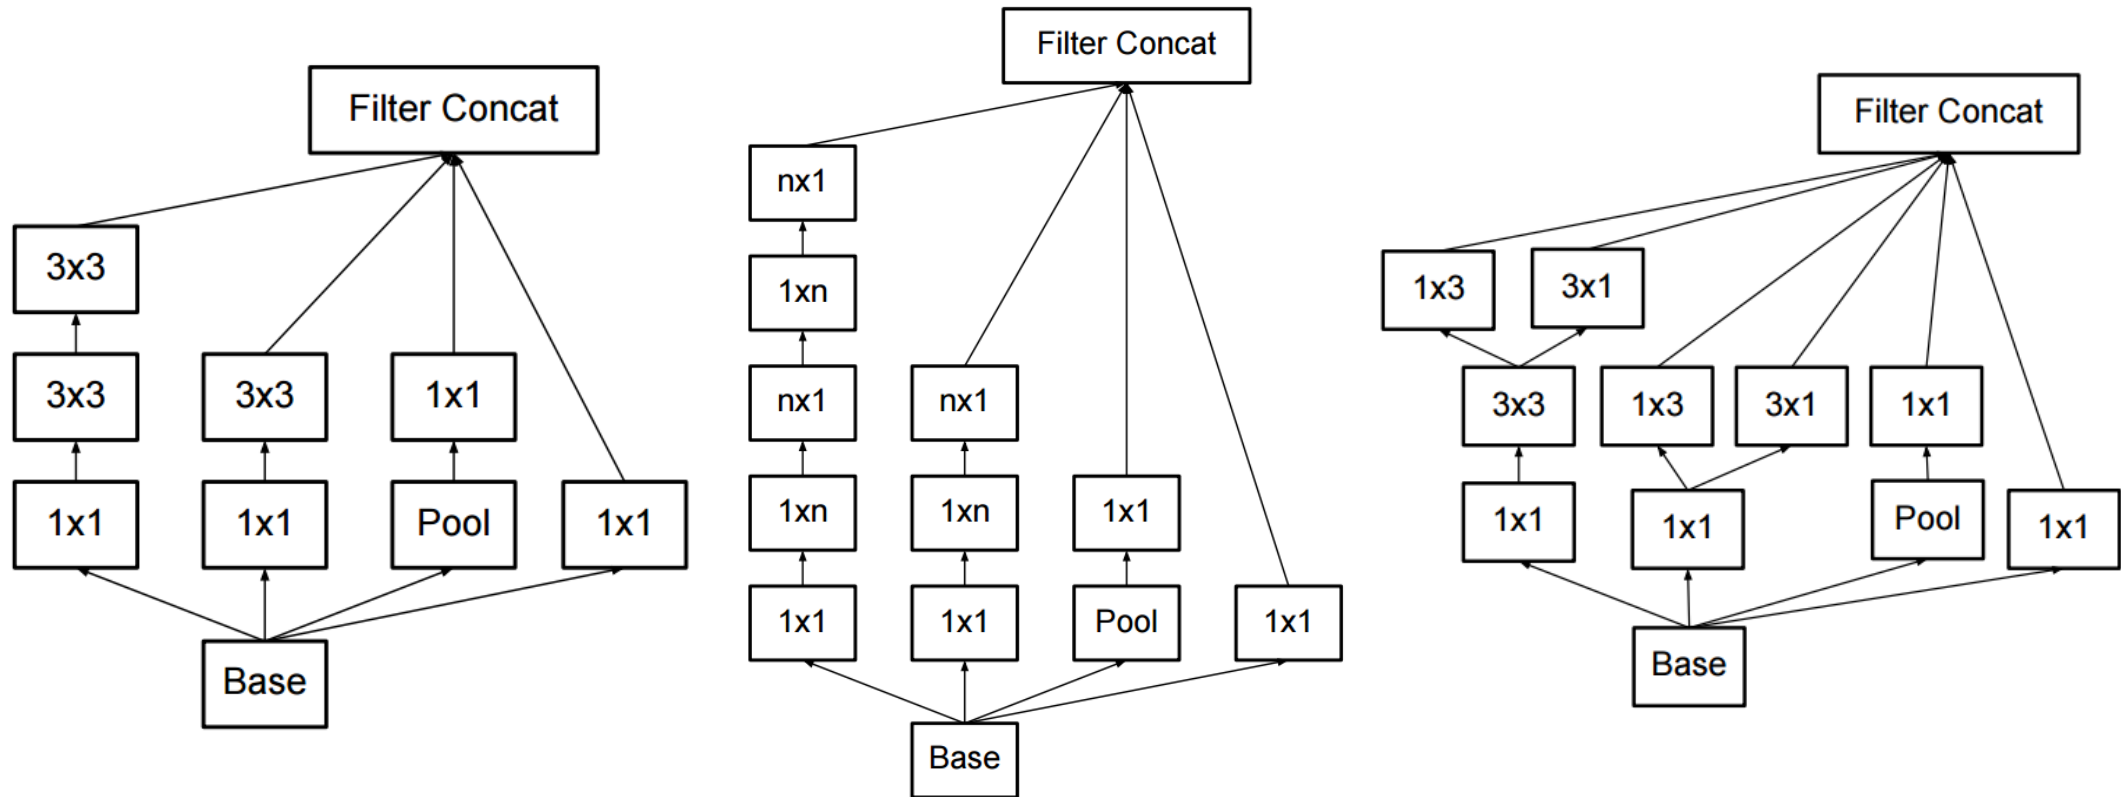 Filter Concat
3x3
3x3
3x3
1x1
1x1
1x1
Pool
1x1
Base
Filter Concat
nx1
1xn
nx1
nx1
1xn
1xn
1x1
1x1
1x1
Pool
1x1
Base
Filter Concat
1x3
3x1
3x3
1x3
3x1
1x1
1x1
1x1
Pool
1x1
Base